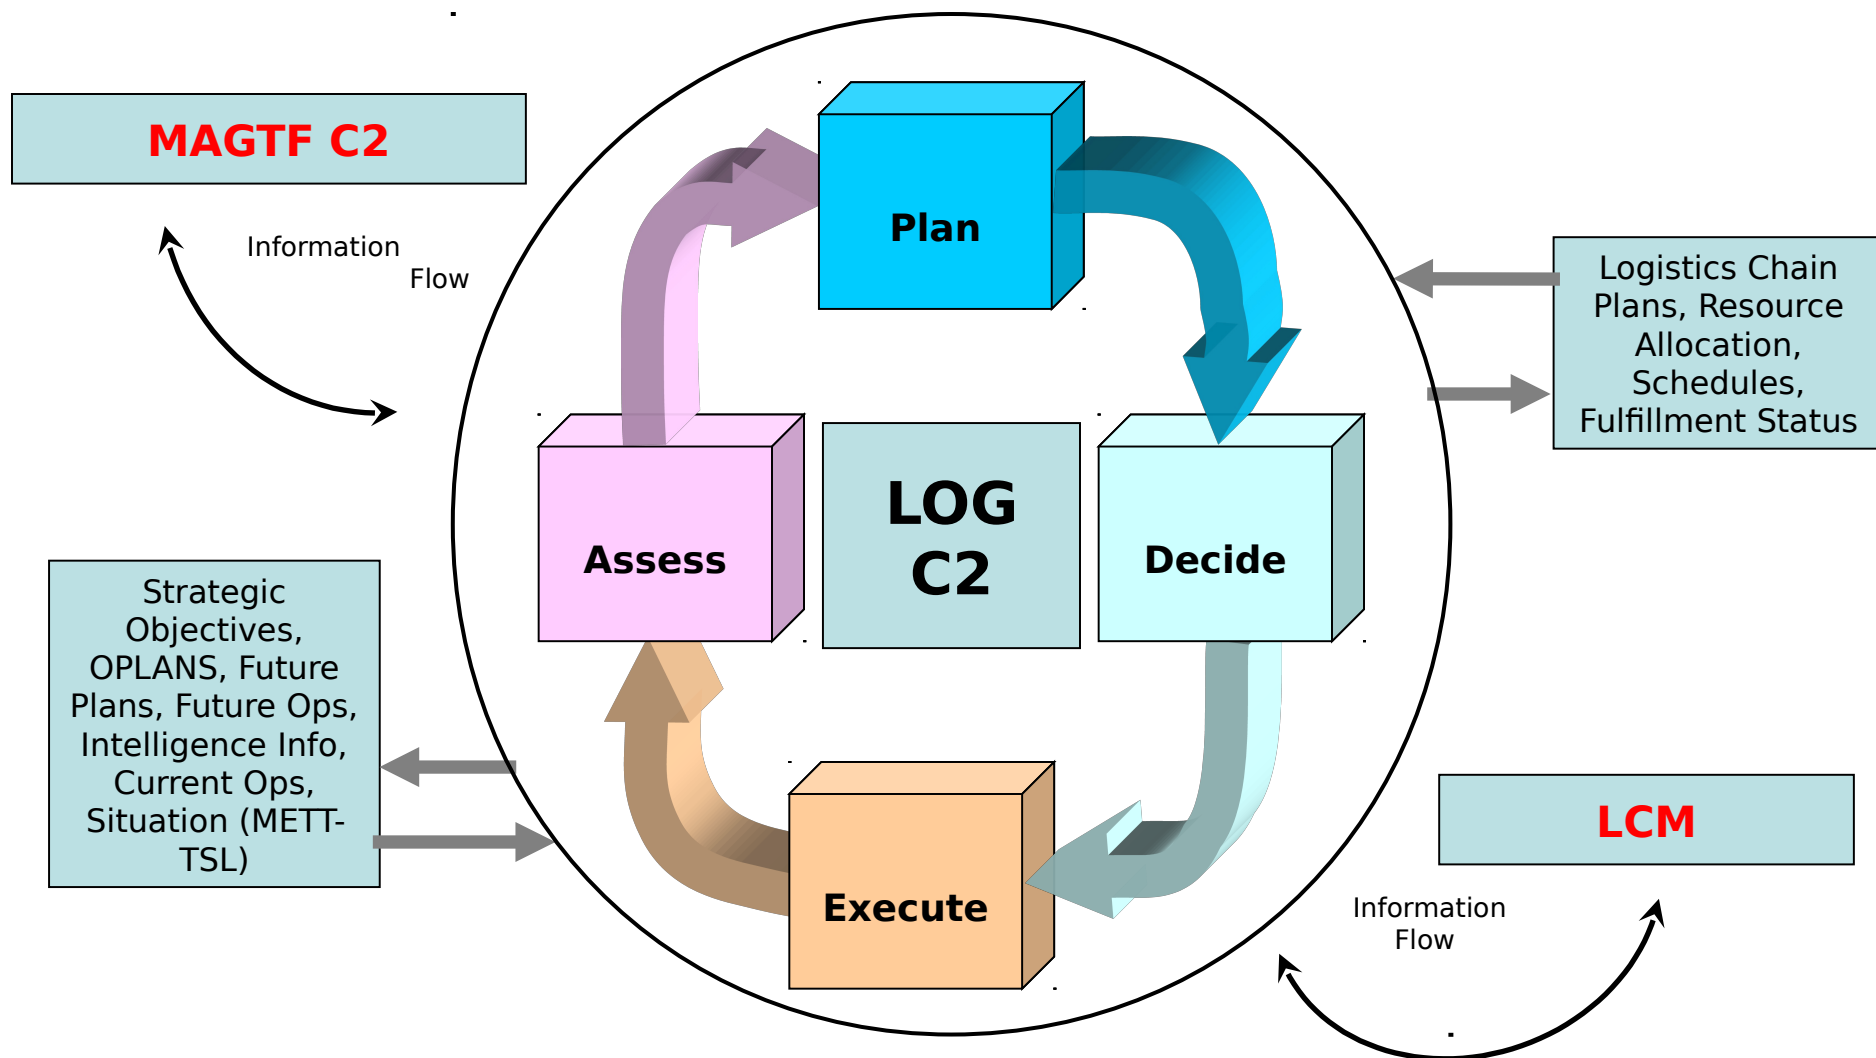 MAGTF C2
Information
Flow
Plan
Logistics Chain
Plans, Resource
Allocation,
Schedules,
Fulfillment Status
Assess
LOG
C2
Decide
Strategic
Objectives,
OPLANS, Future
Plans, Future Ops,
Intelligence Info,
Current Ops,
Situation (METT-
TSL)
Execute
LCM
Information
Flow